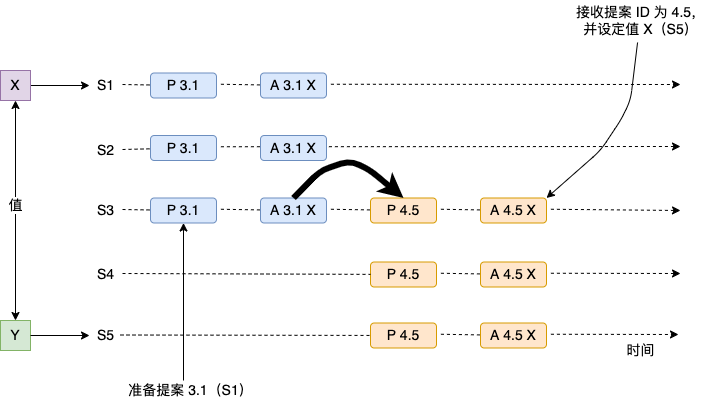 接收提案 ID 为 4.5，
并设定值 X（S5）
X
S1
P 3.1
A 3.1 X
S2
P 3.1
A 3.1 X
值
S3
P 3.1
A 3.1 X
P 4.5
A 4.5 X
S4
P 4.5
A 4.5 X
Y
S5
P 4.5
A 4.5 X
时间
准备提案 3.1（S1）